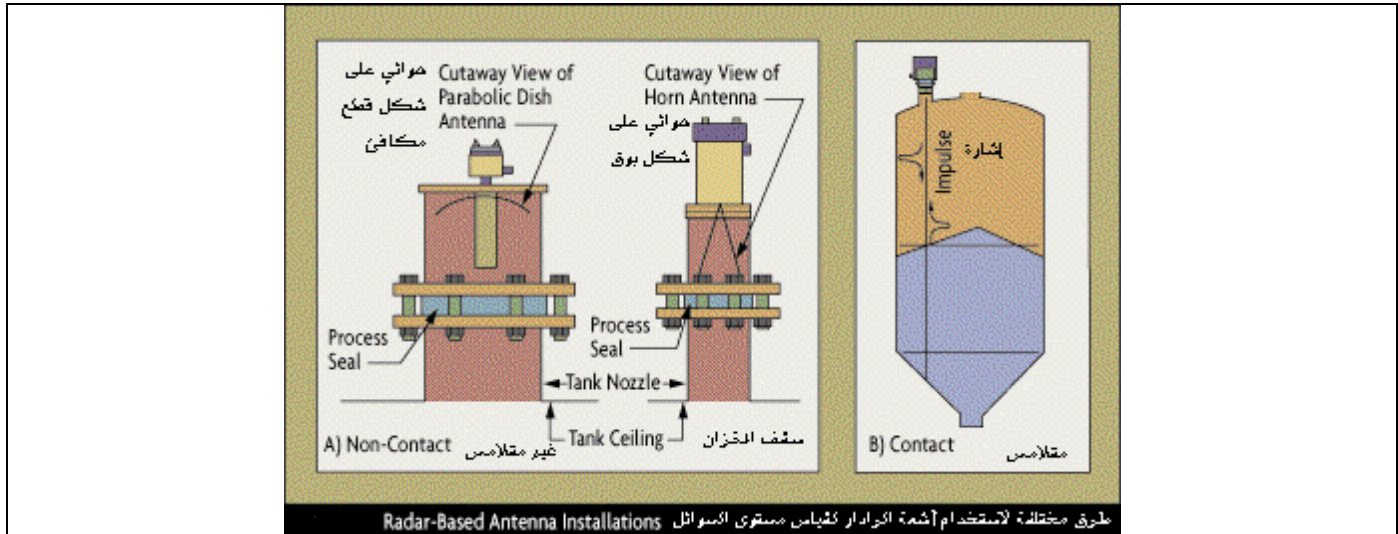 هوائي على
شكل قطع
مكافئ
Cutaway View of
Parabolic Dish
Antenna
Cutaway View of
Horn Antenna
هوائي على
شكل بوق
Process
Seal
Process
Seal
Tank Nozzle
Tank Ceiling
A) Non-Contact غير متلامس
سقف الخزان
إشارة
Impulse
B) Contact متلامس
Radar-Based Antenna Installations طرق مختلفة لاستخدام أشعة الرادار لقياس مستوى السوائل